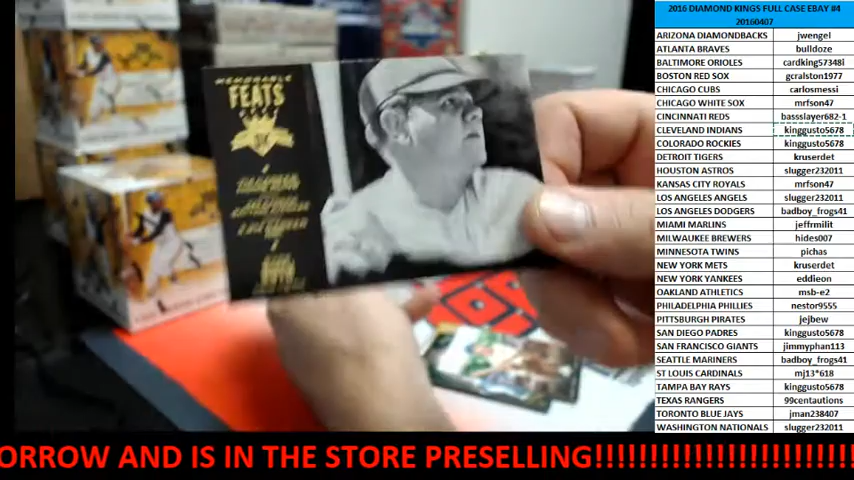 2016 DIAMOND KINGS FULL CASE EBAY #4
20160407
ARIZONA DIAMONDBACKS jwengel
ATLANTA BRAVES bulldoze
BALTIMORE ORIOLES cardking57348i
BOSTON RED SOX gcralston1977
CHICAGO CUBS carlosmessi
CHICAGO WHITE SOX mrfson47
CINCINNATI REDS bassslayer682-1
CLEVELAND INDIANS kinggusto5678
COLORADO ROCKIES kinggusto5678
DETROIT TIGERS kruserdet
HOUSTON ASTROS slugger232011
KANSAS CITY ROYALS mrfson47
LOS ANGELES ANGELS slugger232011
LOS ANGELES DODGERS badboy_frogs41
MIAMI MARLINS jeffrmilit
MILWAUKEE BREWERS hides007
MINNESOTA TWINS pichas
NEW YORK METS kruserdet
NEW YORK YANKEES eddieon
OAKLAND ATHLETICS msb-e2
PHILADELPHIA PHILLIES nestor9555
PITTSBURGH PIRATES jejbew
SAN DIEGO PADRES kinggusto5678
SAN FRANCISCO GIANTS jimmyphan113
SEATTLE MARINERS badboy_frogs41
ST LOUIS CARDINALS mj13*618
TAMPA BAY RAYS kinggusto5678
TEXAS RANGERS 99centautions
TORONTO BLUE JAYS jman238407
WASHINGTON NATIONALS slugger232011
MEMORABLE
FEATS
RUTH
ORROW AND IS IN THE STORE PRESELLING!!!!!!!!!!!!!!!!!!!!!!!!!!!!